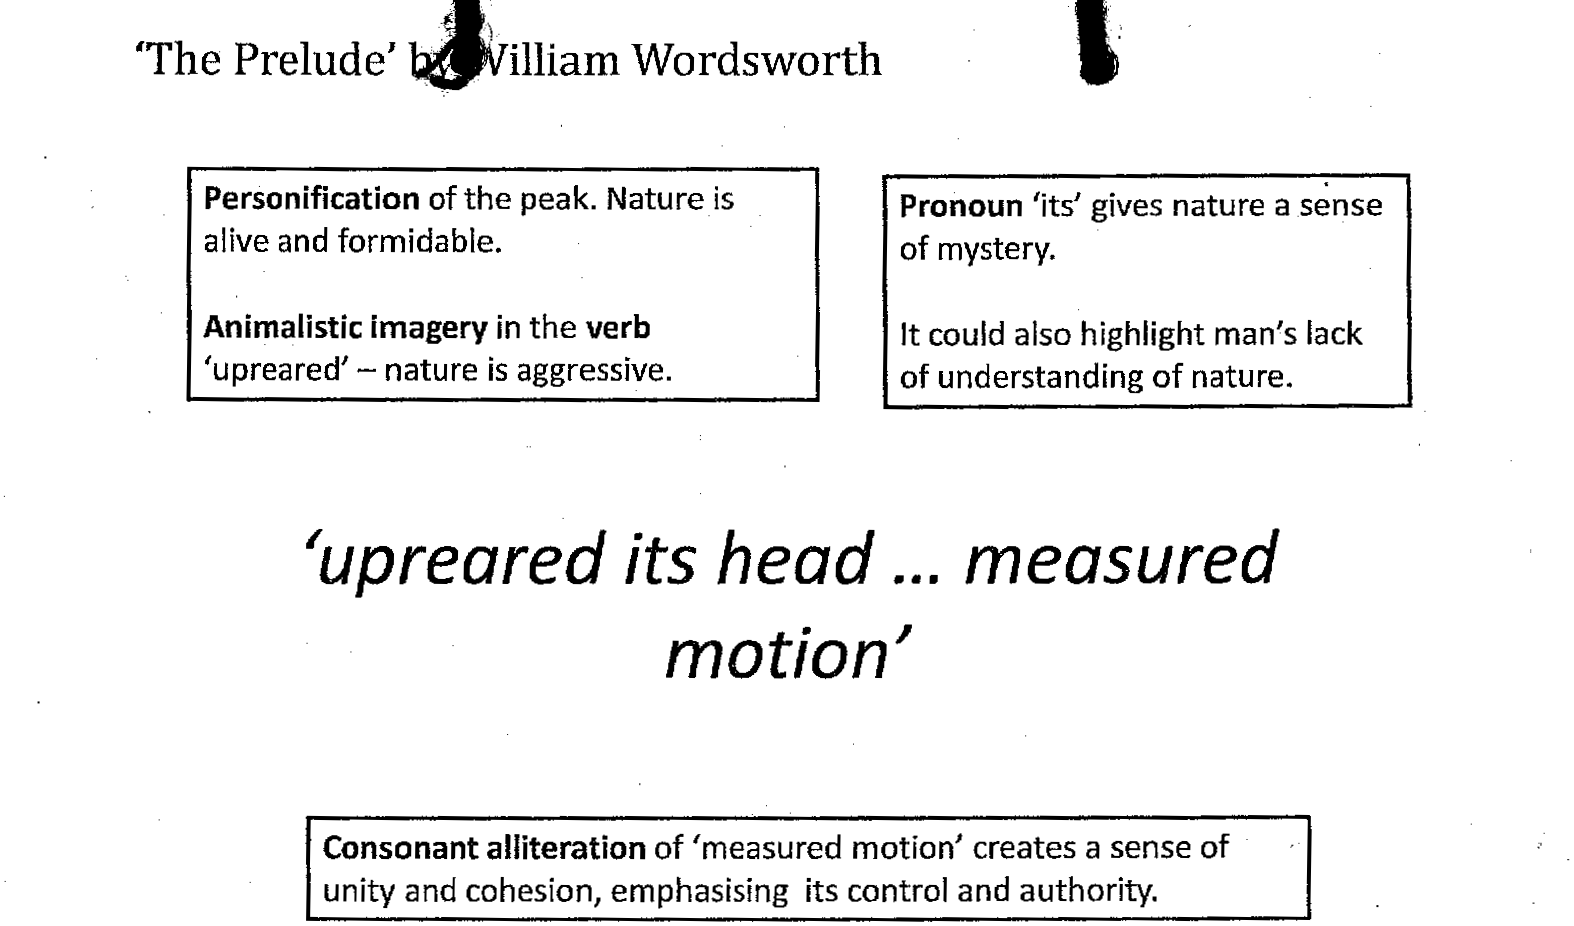 ‘The Prelude’ by William Wordsworth
Personification of the peak. Nature is
alive and formidable.
Animalistic imagery in the verb
‘upreared’ – nature is aggressive.
Pronoun ‘its’ gives nature a sense
of mystery.
It could also highlight man’s lack
of understanding of nature.
‘upreared its head ... measured
motion’
Consonant alliteration of ‘measured motion’ creates a sense of
unity and cohesion, emphasising its control and authority.